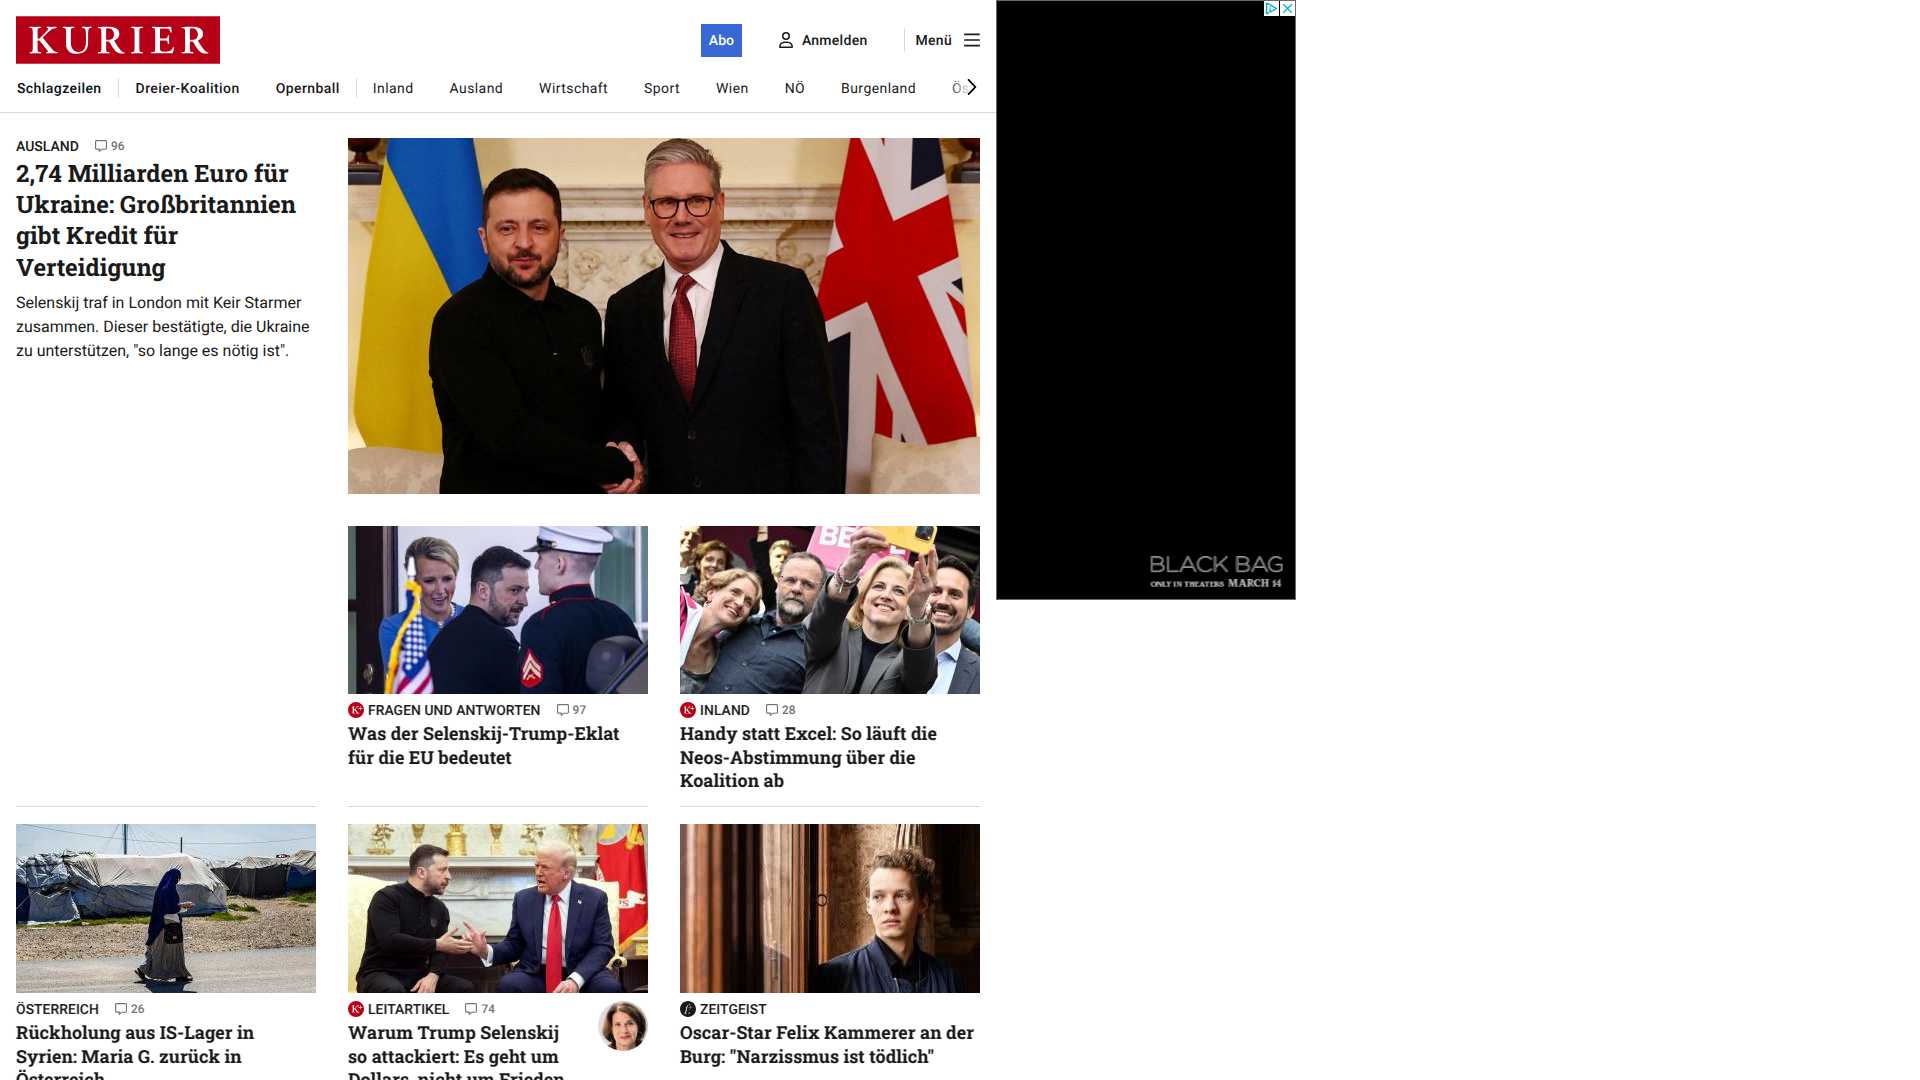 KURIER
Abo
Anmelden
Menü
Schlagzeilen
Dreier-Koalition
Opernball
Inland
Ausland
Wirtschaft
Sport
Wien
NÖ
Burgenland
AUSLAND 96
2,74 Milliarden Euro für
Ukraine: Großbritannien
gibt Kredit für
Verteidigung
Selenskij traf in London mit Keir Starmer
zusammen. Dieser bestätigte, die Ukraine
zu unterstützen, "so lange es nötig ist".
BLACK BAG
ONLY IN THEATERS MARCH 14
FRAGEN UND ANTWORTEN 97
Was der Selenskij-Trump-Eklat
für die EU bedeutet
INLAND 28
Handy statt Excel: So läuft die
Neos-Abstimmung über die
Koalition ab
ÖSTERREICH 26
Rückholung aus IS-Lager in
Syrien: Maria G. zurück in
Österreich
LEITARTIKEL 74
Warum Trump Selenskij
so attackiert: Es geht um
Dollars, nicht um Frieden
ZEITGEIST
Oscar-Star Felix Kammerer an der
Burg: "Narzissmus ist tödlich"